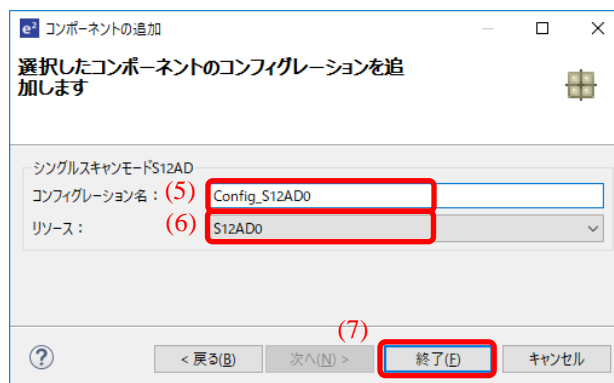 e² コンポーネントの追加
選択したコンポーネントのコンフィグレーションを追
加します
シングルスキャンモードS12AD
コンフィグレーション名： (5) Config_S12AD0
リソース： (6) S12AD0
(7)
? < 戻る(B) 次へ(N) > 終了(F) キャンセル